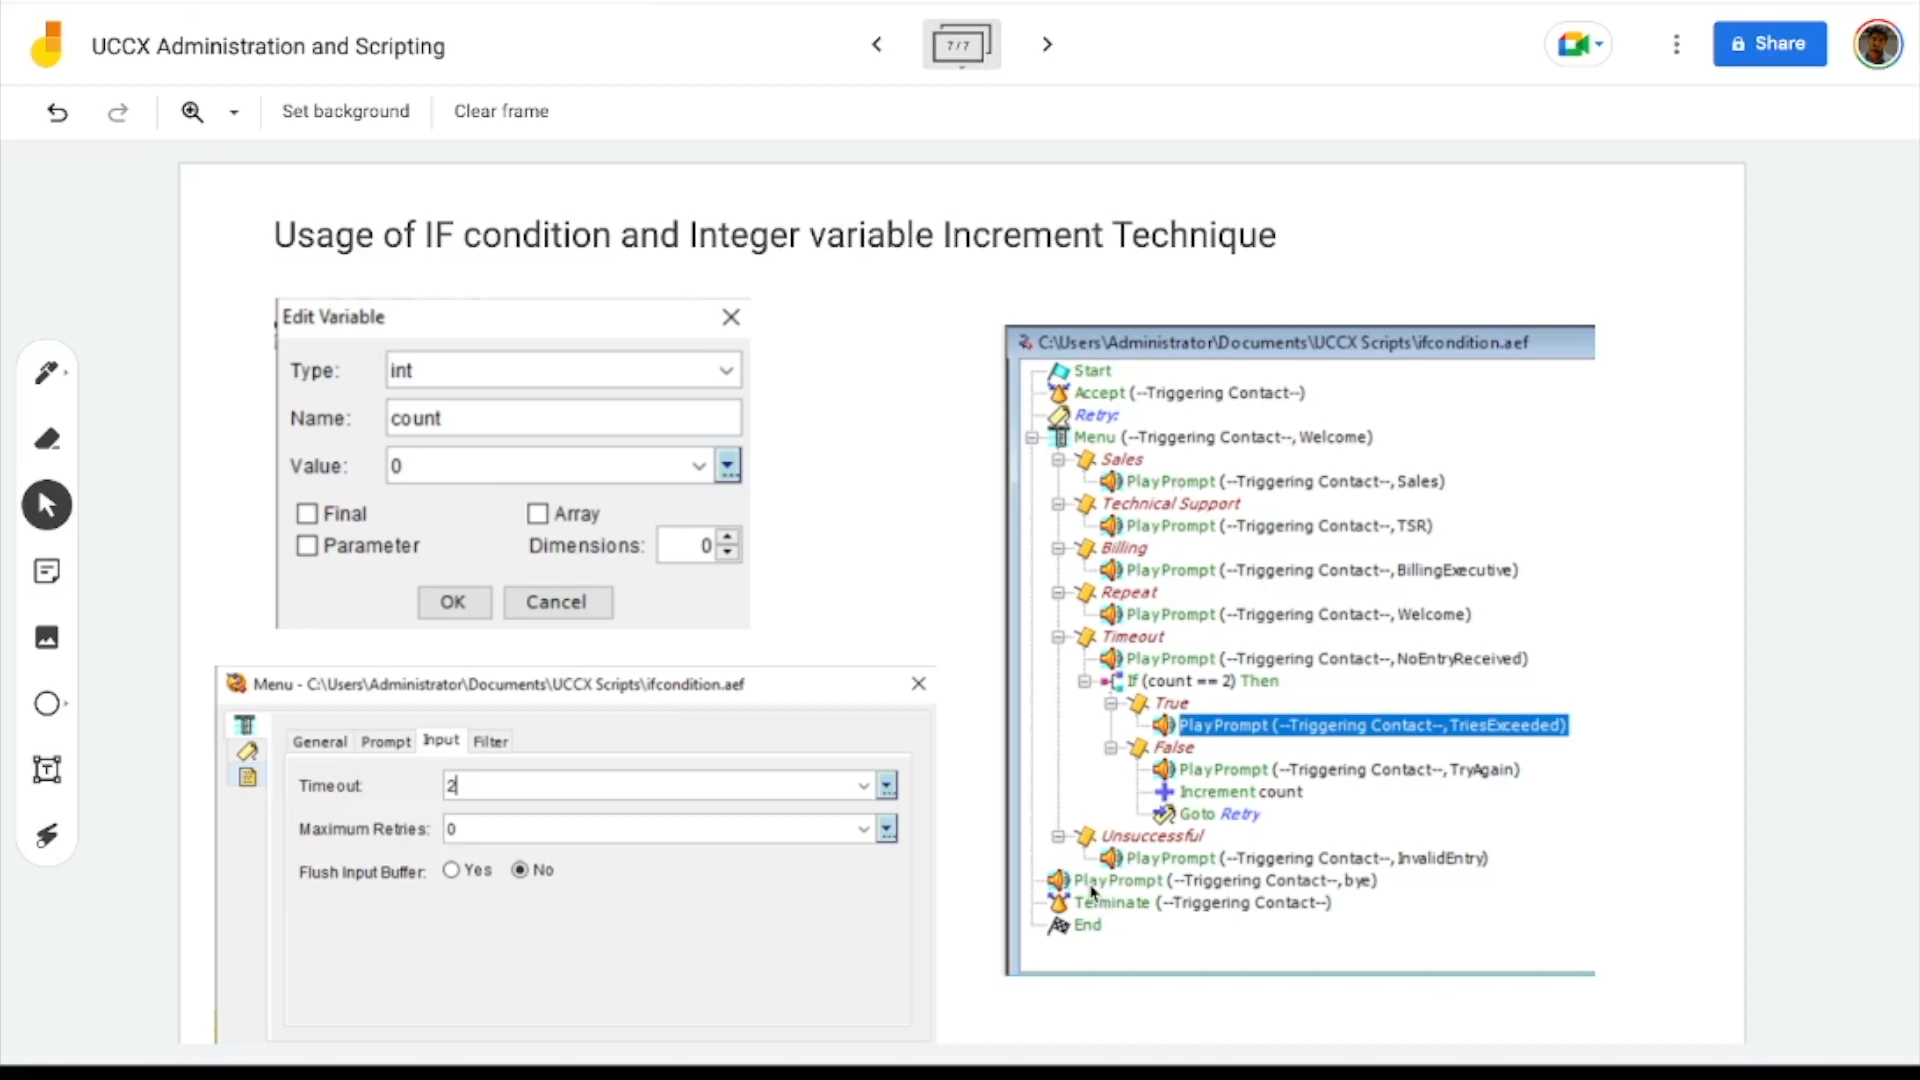 UCCX Administration and Scripting
7/7
Share
Set background
Clear frame
Usage of IF condition and Integer variable Increment Technique
Edit Variable
Type: int
Name: count
Value: 0
Final
Array
Parameter
Dimensions: 0
OK
Cancel
Menu - C:\Users\Administrator\Documents\UCCX Scripts\ifcondition.aef
General
Prompt
Input
Filter
Timeout: 2
Maximum Retries: 0
Flush Input Buffer: Yes No
C:\Users\Administrator\Documents\UCCX Scripts\ifcondition.aef
Start
Accept (--Triggering Contact--)
Retry:
Menu (--Triggering Contact--, Welcome)
Sales
PlayPrompt (--Triggering Contact--, Sales)
Technical Support
PlayPrompt (--Triggering Contact--, TSR)
Billing
PlayPrompt (--Triggering Contact--, BillingExecutive)
Repeat
PlayPrompt (--Triggering Contact--, Welcome)
Timeout
PlayPrompt (--Triggering Contact--, NoEntryReceived)
If (count == 2) Then
True
PlayPrompt (--Triggering Contact--, TriesExceeded)
False
PlayPrompt (--Triggering Contact--, TryAgain)
Increment count
Goto Retry
Unsuccessful
PlayPrompt (--Triggering Contact--, InvalidEntry)
PlayPrompt (--Triggering Contact--, bye)
Terminate (--Triggering Contact--)
End